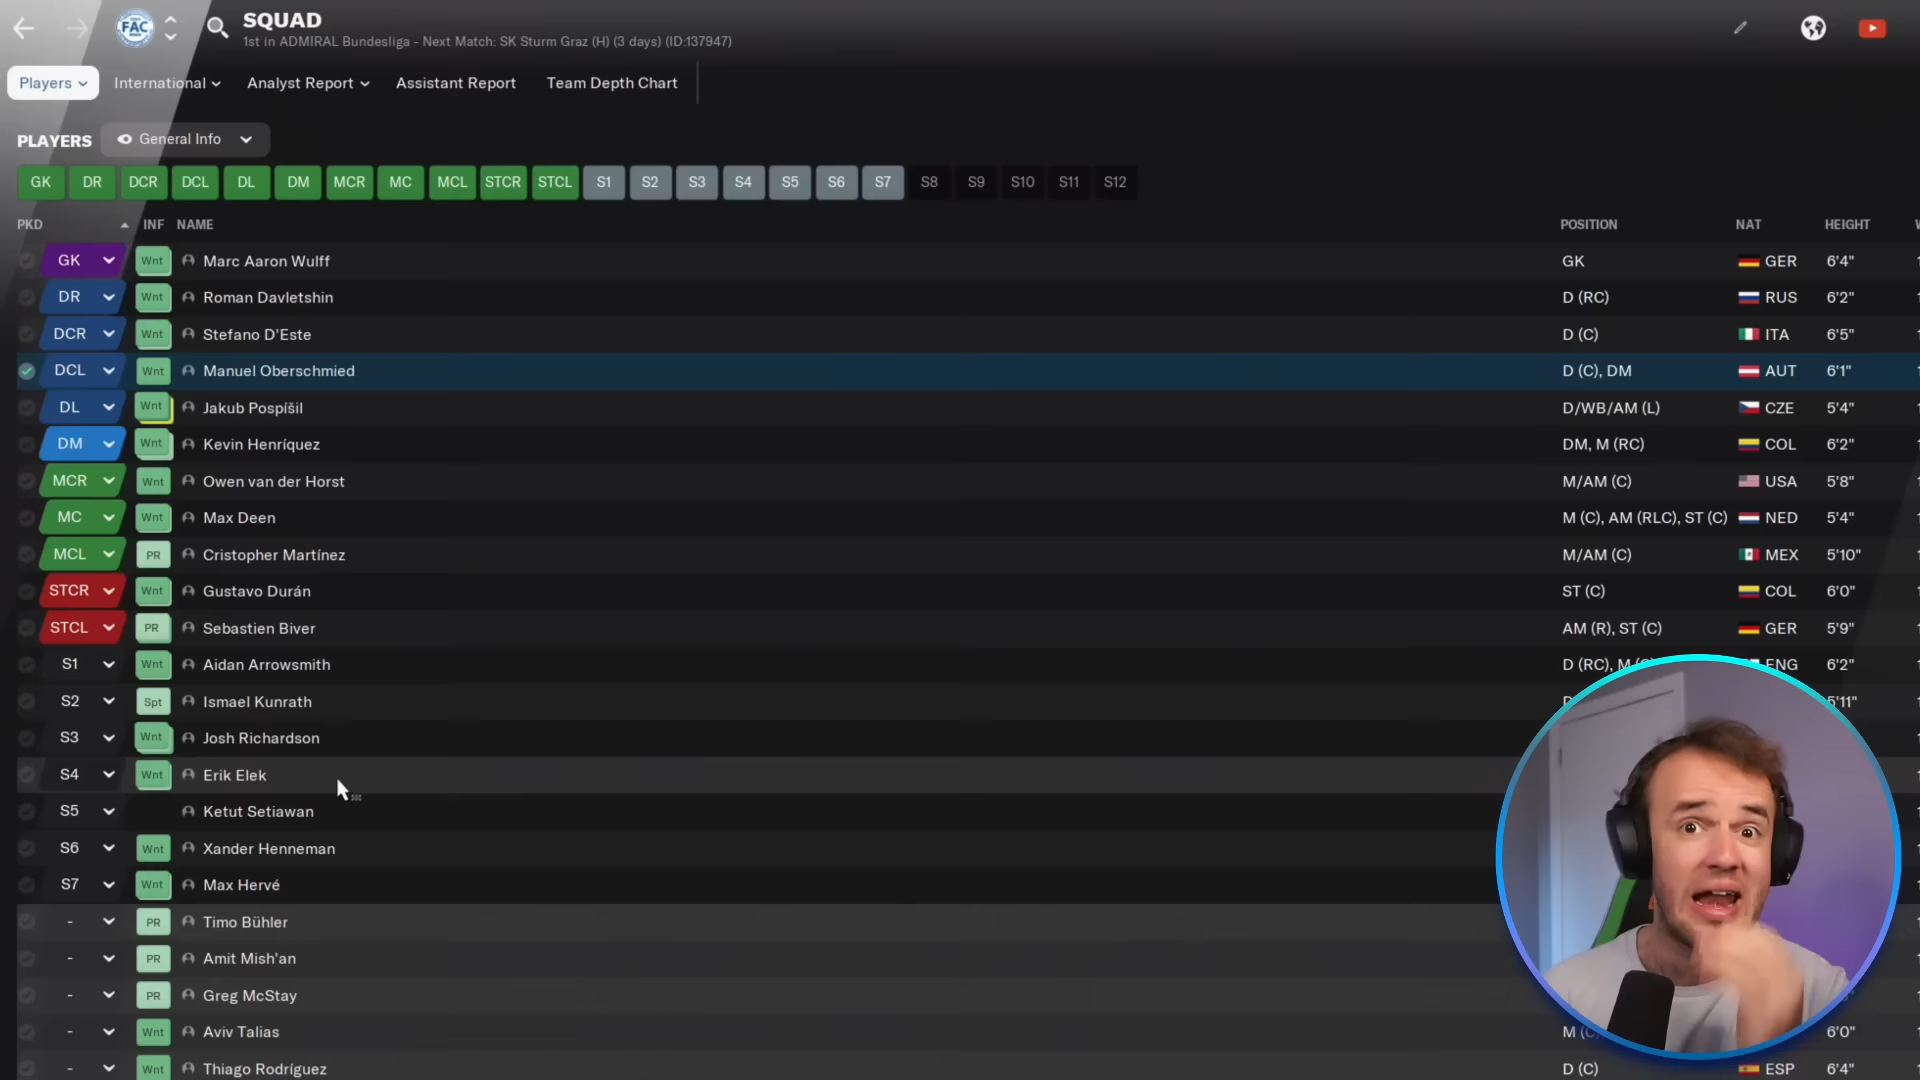 FAC
SQUAD
1st in ADMIRAL Bundesliga - Next Match: SK Sturm Graz (H) (3 days) (ID:137947)
Players International Analyst Report Assistant Report Team Depth Chart
PLAYERS General Info
GK DR DCR DCL DL DM MCR MC MCL STCR STCL S1 S2 S3 S4 S5 S6 S7 S8 S9 S10 S11 S12
PKD INF NAME POSITION NAT HEIGHT
GK Wnt Marc Aaron Wulff GK GER 6'4"
DR Wnt Roman Davletshin D (RC) RUS 6'2"
DCR Wnt Stefano D'Este D (C) ITA 6'5"
DCL Wnt Manuel Oberschmied D (C), DM AUT 6'1"
DL Wnt Jakub Pospíšil D/WB/AM (L) CZE 5'4"
DM Wnt Kevin Henríquez DM, M (RC) COL 6'2"
MCR Wnt Owen van der Horst M/AM (C) USA 5'8"
MC Wnt Max Deen M (C), AM (RLC), ST (C) NED 5'4"
MCL PR Cristopher Martínez M/AM (C) MEX 5'10"
STCR Wnt Gustavo Durán ST (C) COL 6'0"
STCL PR Sebastien Biver AM (R), ST (C) GER 5'9"
S1 Wnt Aidan Arrowsmith D (RC), ENG 6'2"
S2 Spt Ismael Kunrath 5'11"
S3 Wnt Josh Richardson
S4 Wnt Erik Elek
S5 Ketut Setiawan
S6 Wnt Xander Henneman
S7 Wnt Max Hervé
- PR Timo Bühler
- PR Amit Mish'an
- PR Greg McStay
- Wnt Aviv Talias 6'0"
- Wnt Thiago Rodríguez D (C) ESP 6'4"